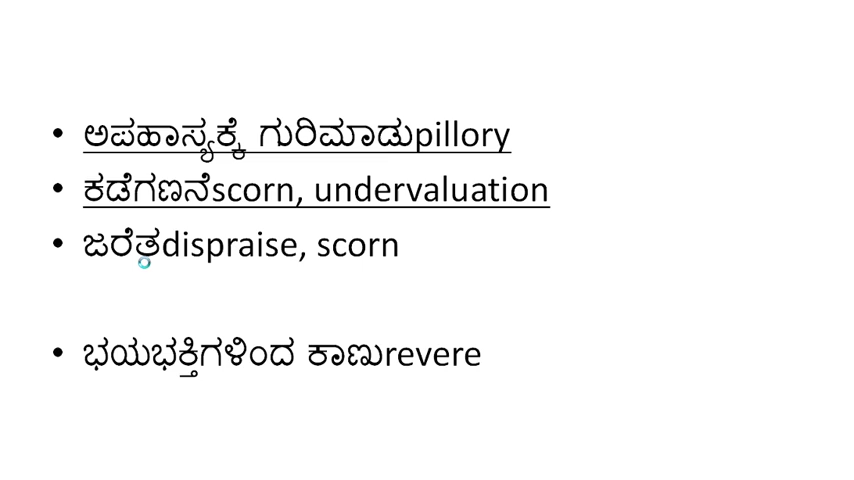 • ಅಪಹಾಸ್ಯಕ್ಕೆ ಗುರಿಮಾಡುpillory
• ಕಡೆಗಣನೆscorn, undervaluation
• ಜರೆತdispraise, scorn
• ಭಯಭಕ್ತಿಗಳಿಂದ ಕಾಣುrevere